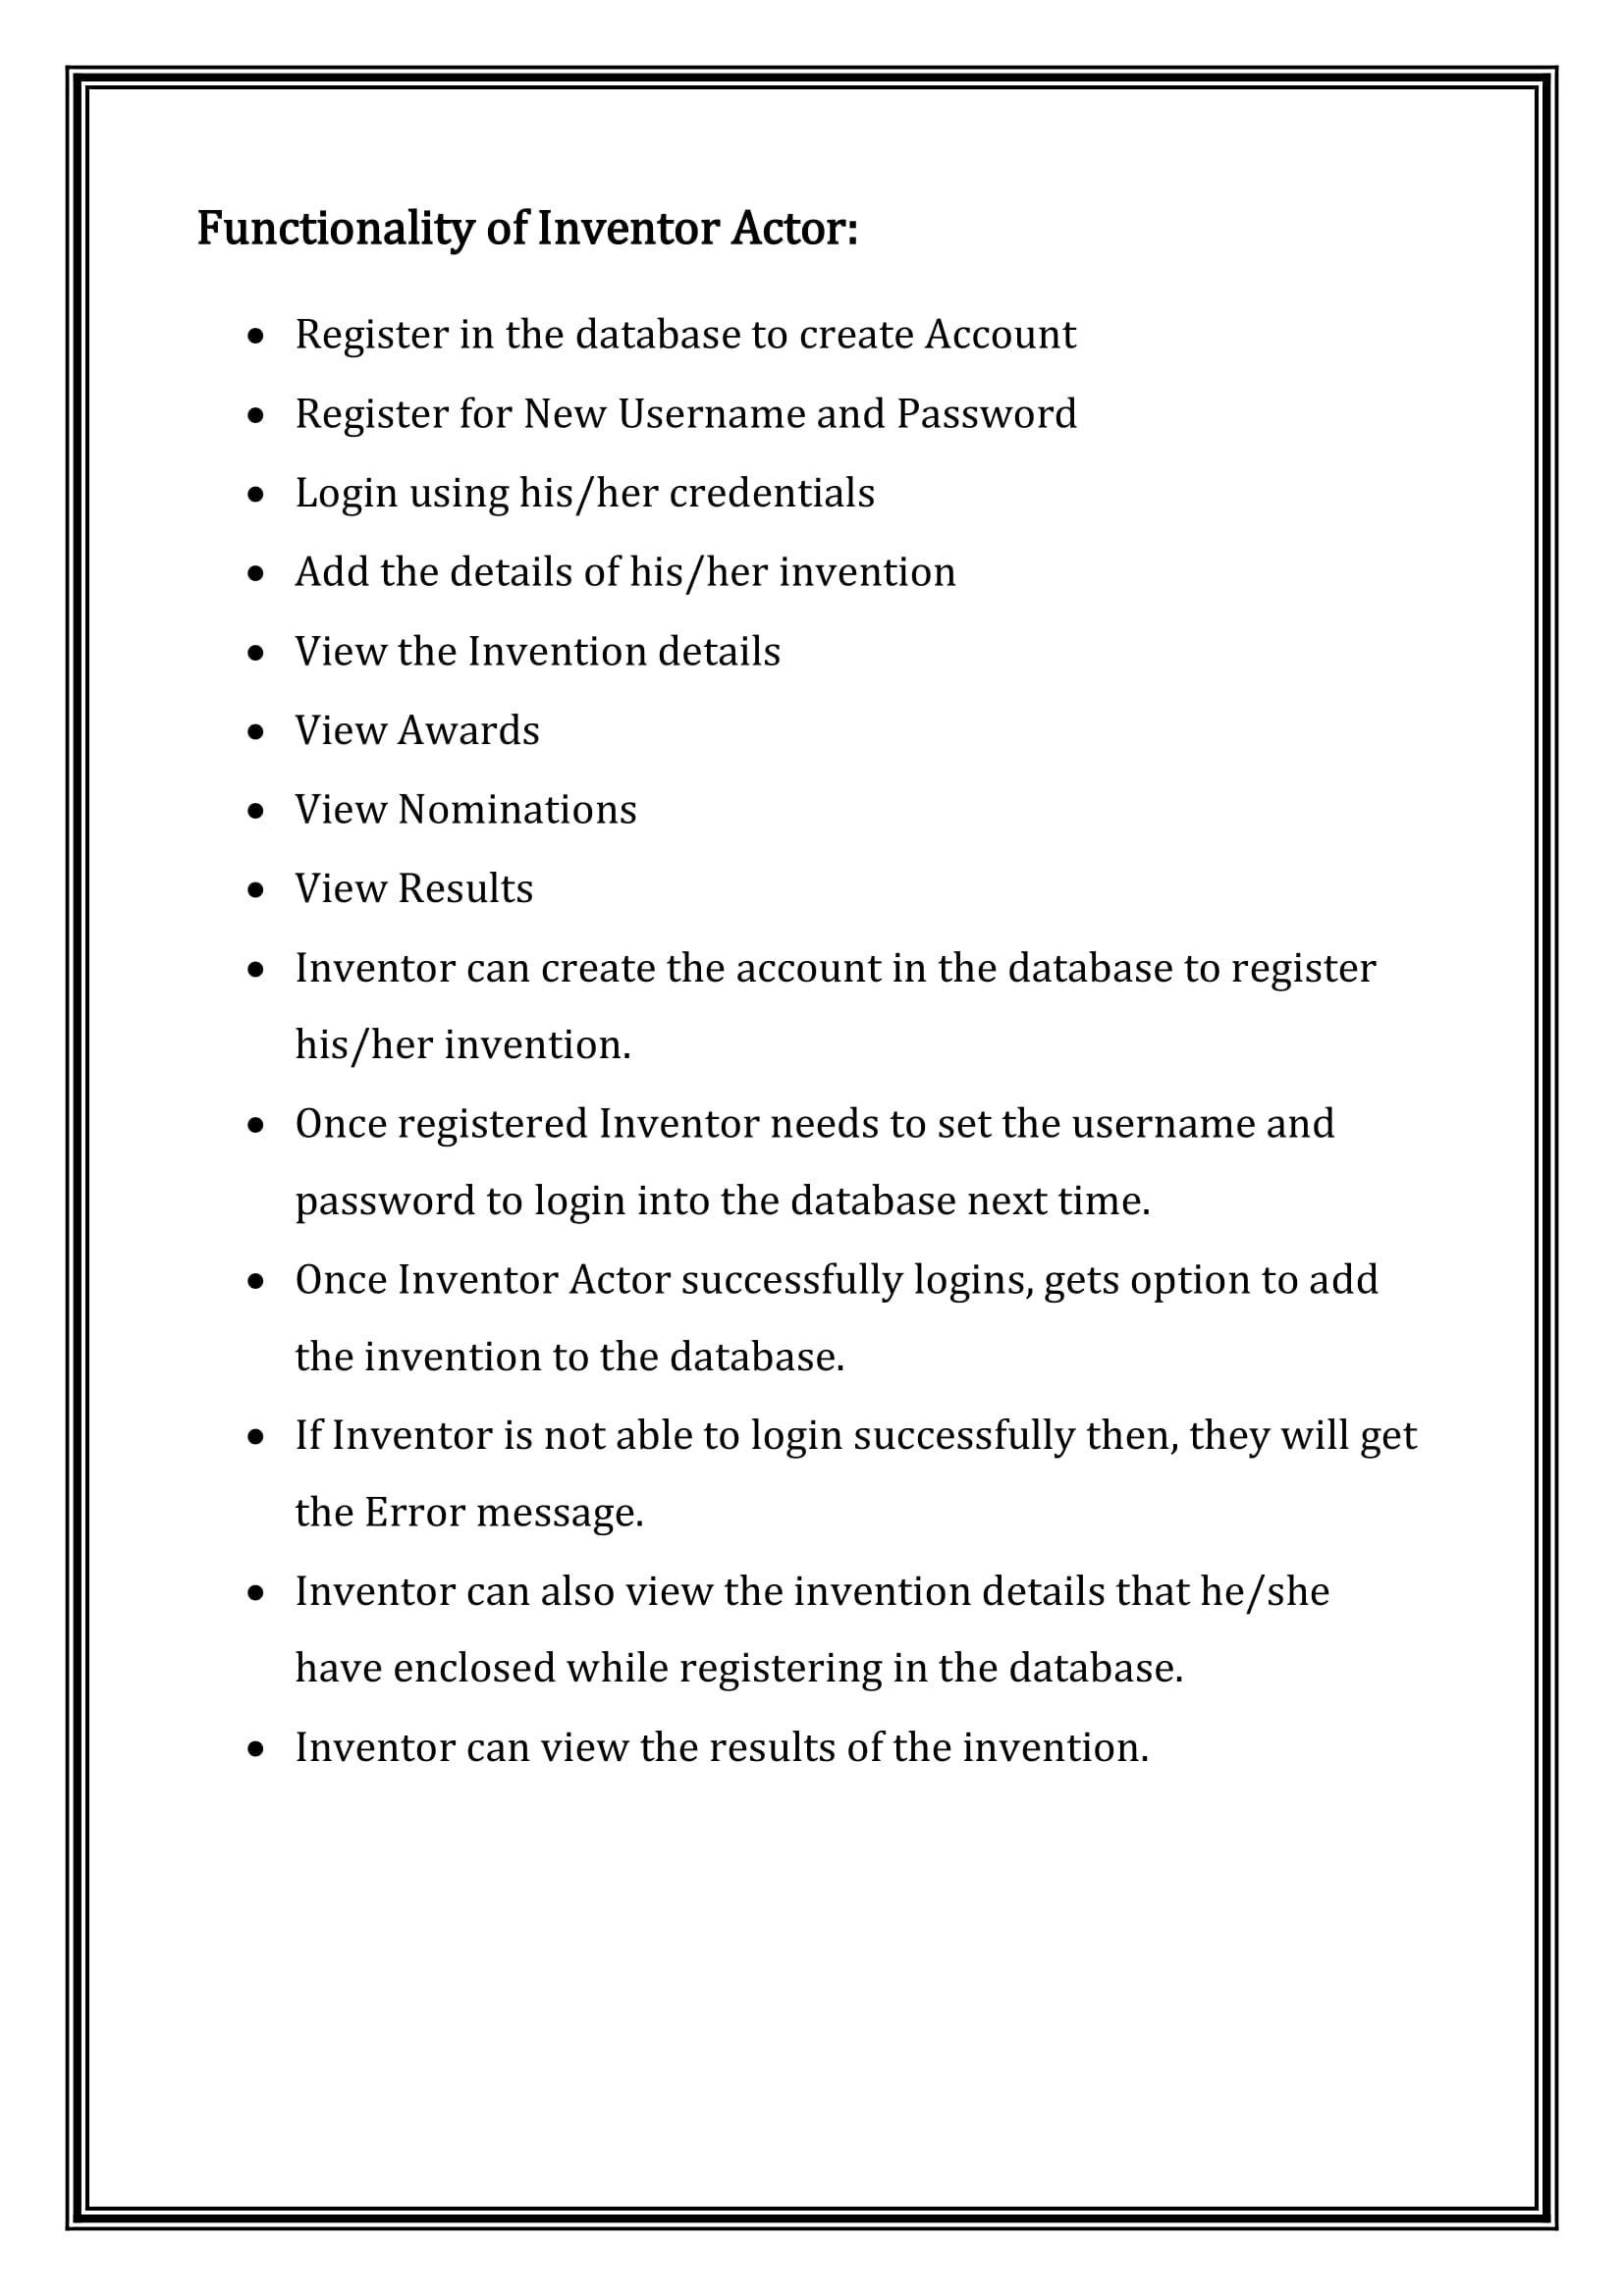 Functionality of Inventor Actor:
• Register in the database to create Account
• Register for New Username and Password
• Login using his/her credentials
• Add the details of his/her invention
• View the Invention details
• View Awards
• View Nominations
• View Results
• Inventor can create the account in the database to register
his/her invention.
• Once registered Inventor needs to set the username and
password to login into the database next time.
• Once Inventor Actor successfully logins, gets option to add
the invention to the database.
• If Inventor is not able to login successfully then, they will get
the Error message.
• Inventor can also view the invention details that he/she
have enclosed while registering in the database.
• Inventor can view the results of the invention.